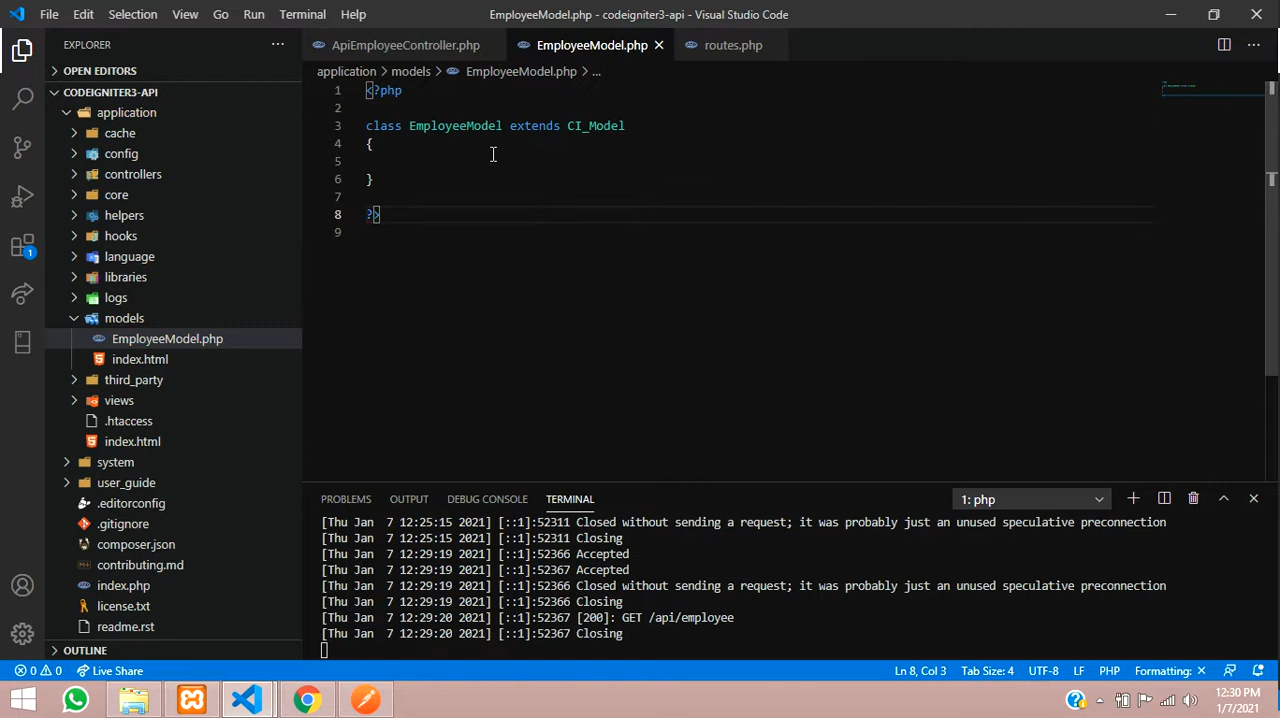 File Edit Selection View Go Run Terminal Help EmployeeModel.php - codeigniter3-api - Visual Studio Code
EXPLORER
OPEN EDITORS
CODEIGNITER3-API
application
cache
config
controllers
core
helpers
hooks
language
libraries
logs
models
EmployeeModel.php
index.html
third_party
views
.htaccess
index.html
system
user_guide
.editorconfig
.gitignore
composer.json
contributing.md
index.php
license.txt
readme.rst
OUTLINE
1
ApiEmployeeController.php EmployeeModel.php routes.php
application > models > EmployeeModel.php > ...
1 <?php
2
3 class EmployeeModel extends CI_Model
4 {
5
6 }
7
8 ?>
9
PROBLEMS OUTPUT DEBUG CONSOLE TERMINAL 1: php
[Thu Jan  7 12:25:15 2021] [::1]:52311 Closed without sending a request; it was probably just an unused speculative preconnection
[Thu Jan  7 12:25:15 2021] [::1]:52311 Closing
[Thu Jan  7 12:29:19 2021] [::1]:52366 Accepted
[Thu Jan  7 12:29:19 2021] [::1]:52367 Accepted
[Thu Jan  7 12:29:19 2021] [::1]:52366 Closed without sending a request; it was probably just an unused speculative preconnection
[Thu Jan  7 12:29:19 2021] [::1]:52366 Closing
[Thu Jan  7 12:29:20 2021] [::1]:52367 [200]: GET /api/employee
[Thu Jan  7 12:29:20 2021] [::1]:52367 Closing
0 0 Live Share Ln 8, Col 3 Tab Size: 4 UTF-8 LF PHP Formatting: ×
12:30 PM
1/7/2021